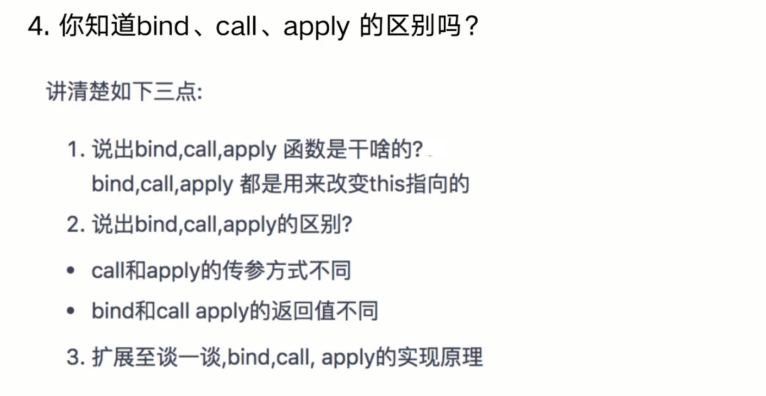 4. 你知道bind、call、apply 的区别吗？
讲清楚如下三点:
1. 说出bind,call,apply 函数是干啥的?
bind,call,apply 都是用来改变this指向的
2. 说出bind,call,apply的区别?
• call和apply的传参方式不同
• bind和call apply的返回值不同
3. 扩展至谈一谈,bind,call, apply的实现原理